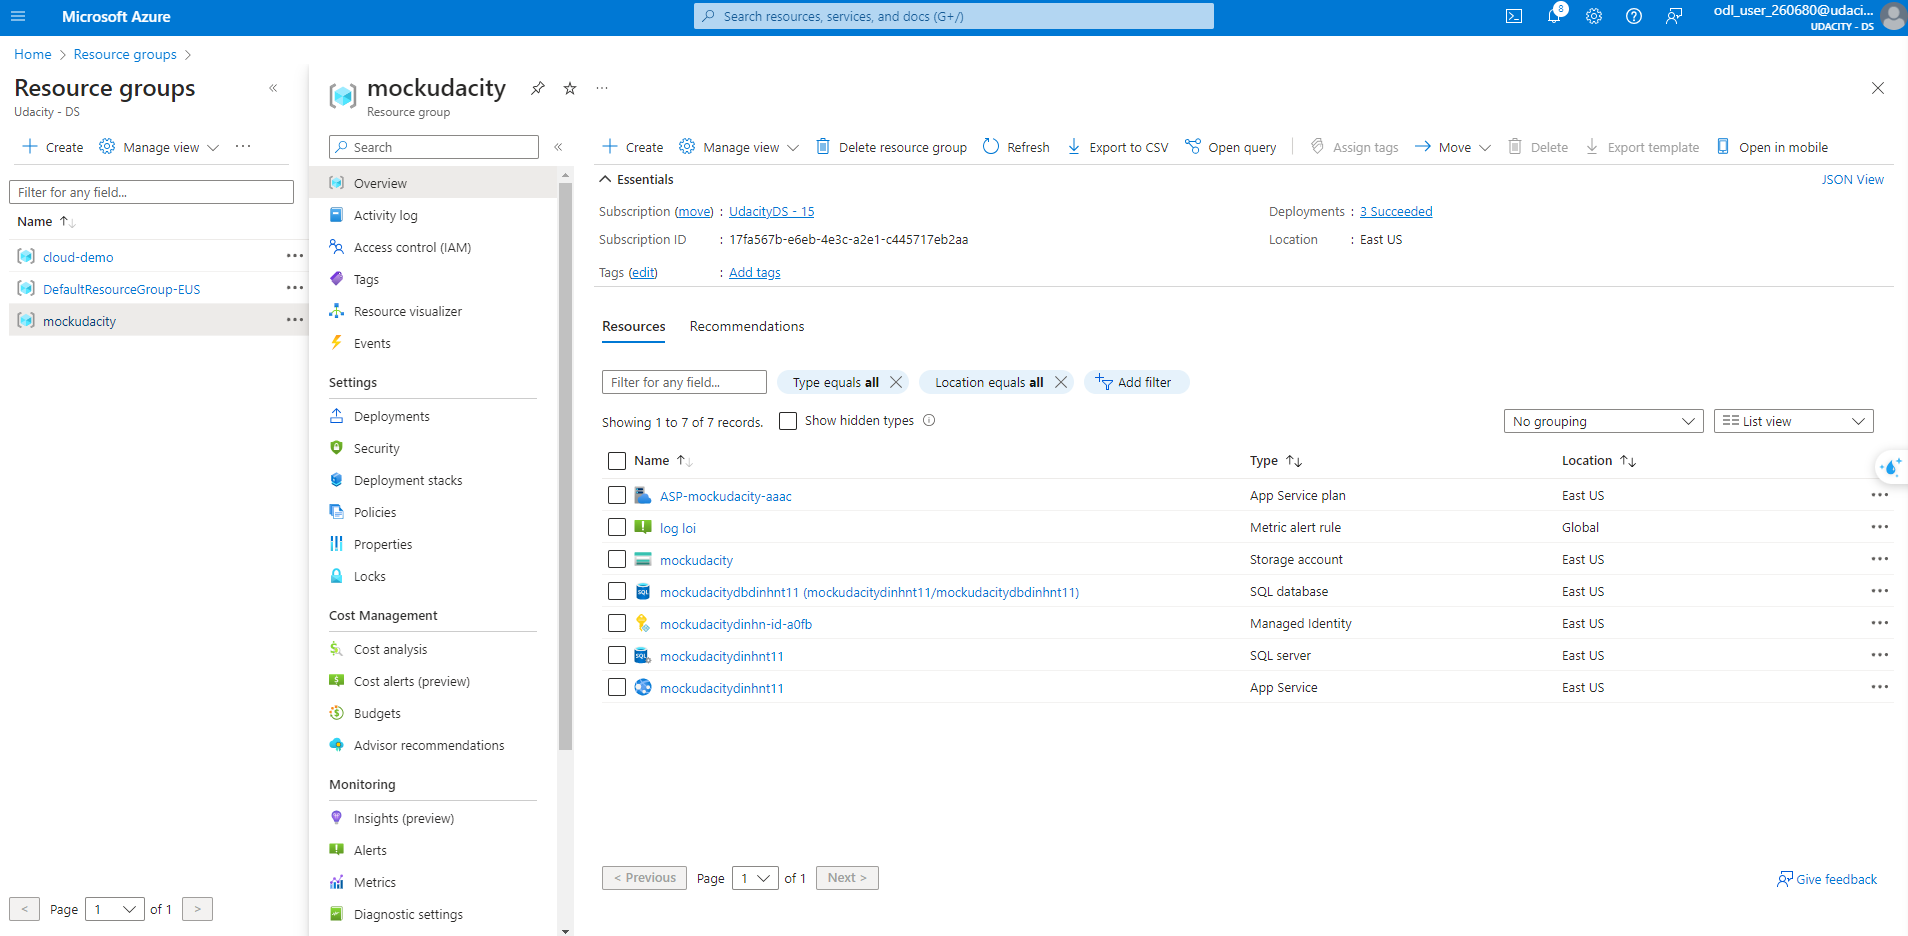 Microsoft Azure
Search resources, services, and docs (G+/)
8
odl_user_260680@udaci...
UDACITY - DS
Home > Resource groups >
Resource groups
Udacity - DS
Create Manage view
Filter for any field...
Name
cloud-demo
DefaultResourceGroup-EUS
mockudacity
< Page 1 of 1 >
mockudacity
Resource group
Search
Overview
Activity log
Access control (IAM)
Tags
Resource visualizer
Events
Settings
Deployments
Security
Deployment stacks
Policies
Properties
Locks
Cost Management
Cost analysis
Cost alerts (preview)
Budgets
Advisor recommendations
Monitoring
Insights (preview)
Alerts
Metrics
Diagnostic settings
Create Manage view Delete resource group Refresh Export to CSV Open query Assign tags Move Delete Export template Open in mobile
Essentials JSON View
Subscription (move) : UdacityDS - 15 Deployments : 3 Succeeded
Subscription ID : 17fa567b-e6eb-4e3c-a2e1-c445717eb2aa Location : East US
Tags (edit) : Add tags
Resources Recommendations
Filter for any field... Type equals all Location equals all Add filter
Showing 1 to 7 of 7 records. Show hidden types No grouping List view
Name Type Location
ASP-mockudacity-aaac App Service plan East US
log loi Metric alert rule Global
mockudacity Storage account East US
mockudacitydbdinhnt11 (mockudacitydinhnt11/mockudacitydbdinhnt11) SQL database East US
mockudacitydinhn-id-a0fb Managed Identity East US
mockudacitydinhnt11 SQL server East US
mockudacitydinhnt11 App Service East US
< Previous Page 1 of 1 Next >
Give feedback